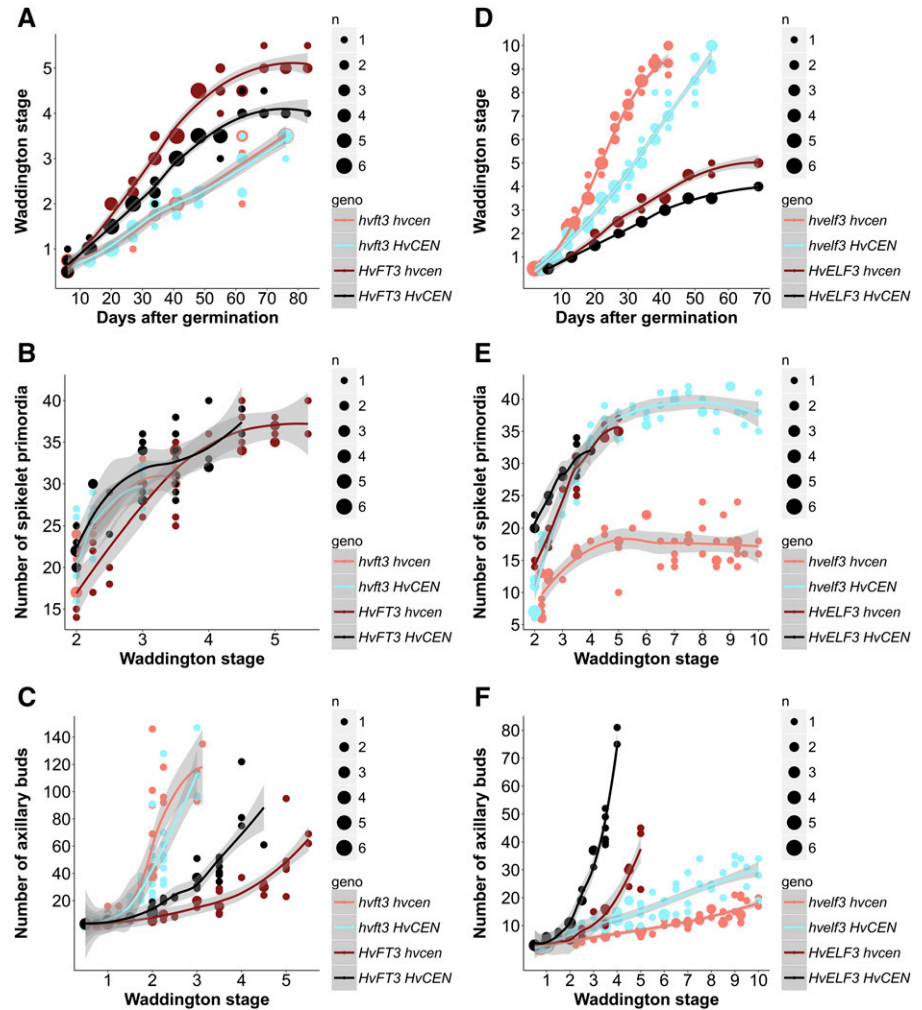 A
Waddington stage
5
4
3
2
1
10 20 30 40 50 60 70 80
Days after germination
n
1
2
3
4
5
6
geno
hvft3 hvcen
hvft3 HvCEN
HvFT3 hvcen
HvFT3 HvCEN
D
Waddington stage
10
9
8
7
6
5
4
3
2
1
0 10 20 30 40 50 60 70
Days after germination
n
1
2
3
4
5
6
geno
hvelf3 hvcen
hvelf3 HvCEN
HvELF3 hvcen
HvELF3 HvCEN
B
Number of spikelet primordia
40
35
30
25
20
15
2 3 4 5
Waddington stage
n
1
2
3
4
5
6
geno
hvft3 hvcen
hvft3 HvCEN
HvFT3 hvcen
HvFT3 HvCEN
E
Number of spikelet primordia
40
35
30
25
20
15
10
5
2 3 4 5 6 7 8 9 10
Waddington stage
n
1
2
3
4
5
6
geno
hvelf3 hvcen
hvelf3 HvCEN
HvELF3 hvcen
HvELF3 HvCEN
C
Number of axillary buds
140
120
100
80
60
40
20
1 2 3 4 5
Waddington stage
n
1
2
3
4
5
6
geno
hvft3 hvcen
hvft3 HvCEN
HvFT3 hvcen
HvFT3 HvCEN
F
Number of axillary buds
80
70
60
50
40
30
20
10
1 2 3 4 5 6 7 8 9 10
Waddington stage
n
1
2
3
4
5
6
geno
hvelf3 hvcen
hvelf3 HvCEN
HvELF3 hvcen
HvELF3 HvCEN